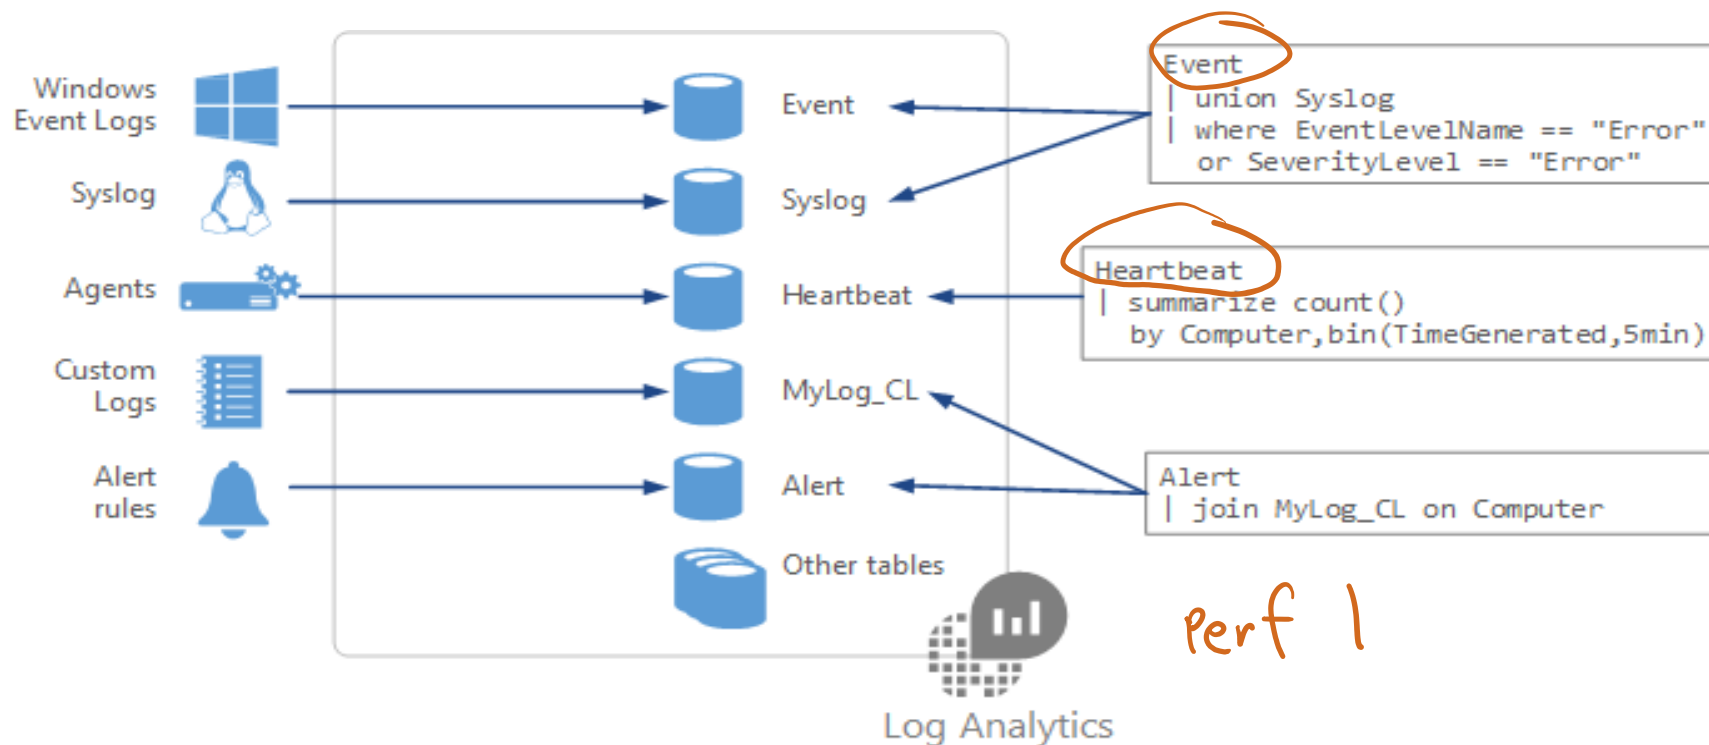 Windows
Event Logs
Syslog
Agents
Custom
Logs
Alert
rules
Event
Syslog
Heartbeat
MyLog_CL
Alert
Other tables
Log Analytics
Event
| union Syslog
| where EventLevelName == "Error"
or SeverityLevel == "Error"
Heartbeat
| summarize count()
by Computer,bin(TimeGenerated,5min)
Alert
| join MyLog_CL on Computer
Perf |